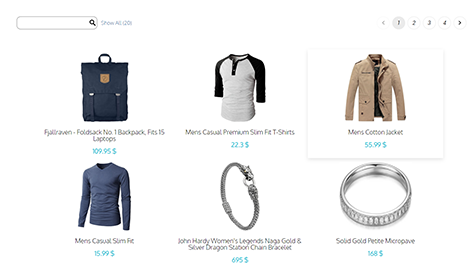 Show All (20)
‹ 1 2 3 4 ›
Fjallraven - Foldsack No. 1 Backpack, Fits 15
Laptops
109.95 $
Mens Casual Premium Slim Fit T-Shirts
22.3 $
Mens Cotton Jacket
55.99 $
Mens Casual Slim Fit
15.99 $
John Hardy Women's Legends Naga Gold &
Silver Dragon Station Chain Bracelet
695 $
Solid Gold Petite Micropave
168 $